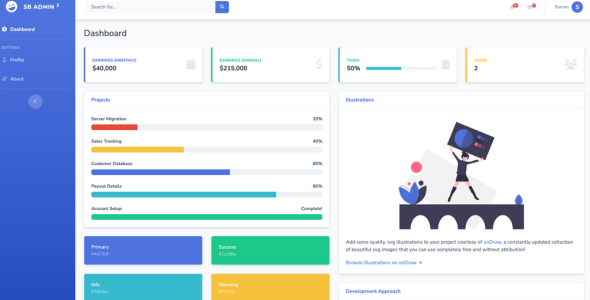 SB ADMIN 2
Search for...
Suman
S
Dashboard
SETTINGS
Profile
About
Dashboard
EARNINGS (MONTHLY)
$40,000
EARNINGS (ANNUAL)
$215,000
TASKS
50%
USERS
2
Projects
Server Migration 20%
Sales Tracking 40%
Customer Database 60%
Payout Details 80%
Account Setup Complete!
Illustrations
Add some quality, svg illustrations to your project courtesy of unDraw, a constantly updated collection
of beautiful svg images that you can use completely free and without attribution!
Browse Illustrations on unDraw →
Primary
#4e73df
Success
#1cc88a
Info
Warning
Development Approach